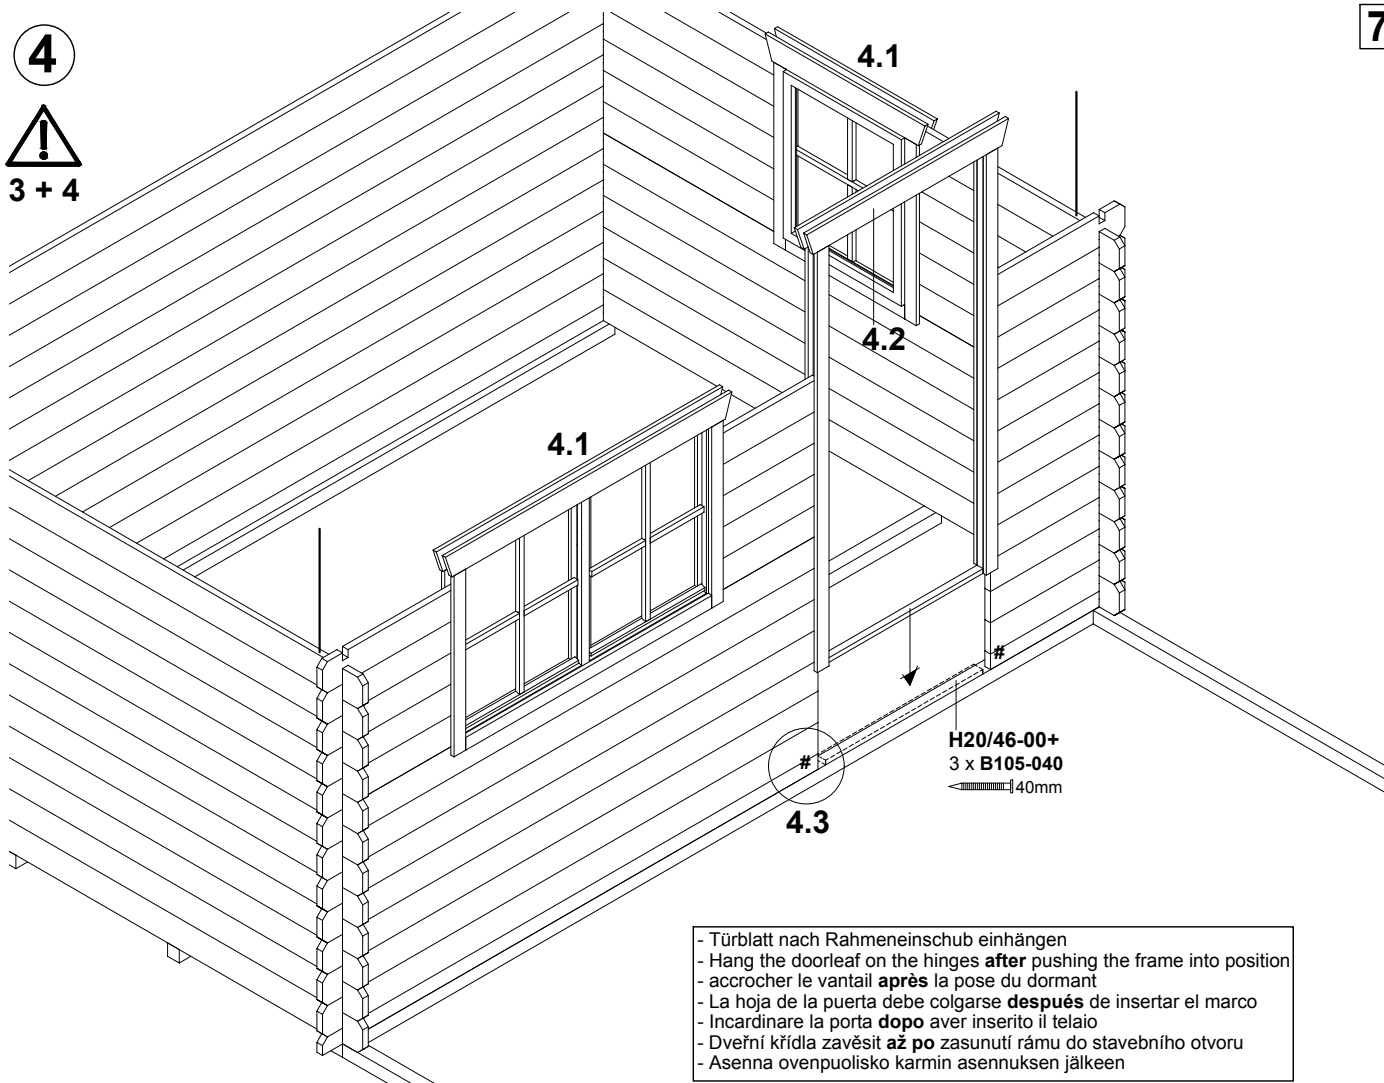 4
7
3 + 4
4.1
4.2
4.1
#
#
H20/46-00+
3 x B105-040
40mm
4.3
- Türblatt nach Rahmeneinschub einhängen
- Hang the doorleaf on the hinges after pushing the frame into position
- accrocher le vantail après la pose du dormant
- La hoja de la puerta debe colgarse después de insertar el marco
- Incardinare la porta dopo aver inserito il telaio
- Dveřní křídla zavěsit až po zasunutí rámu do stavebního otvoru
- Asenna ovenpuolisko karmin asennuksen jälkeen